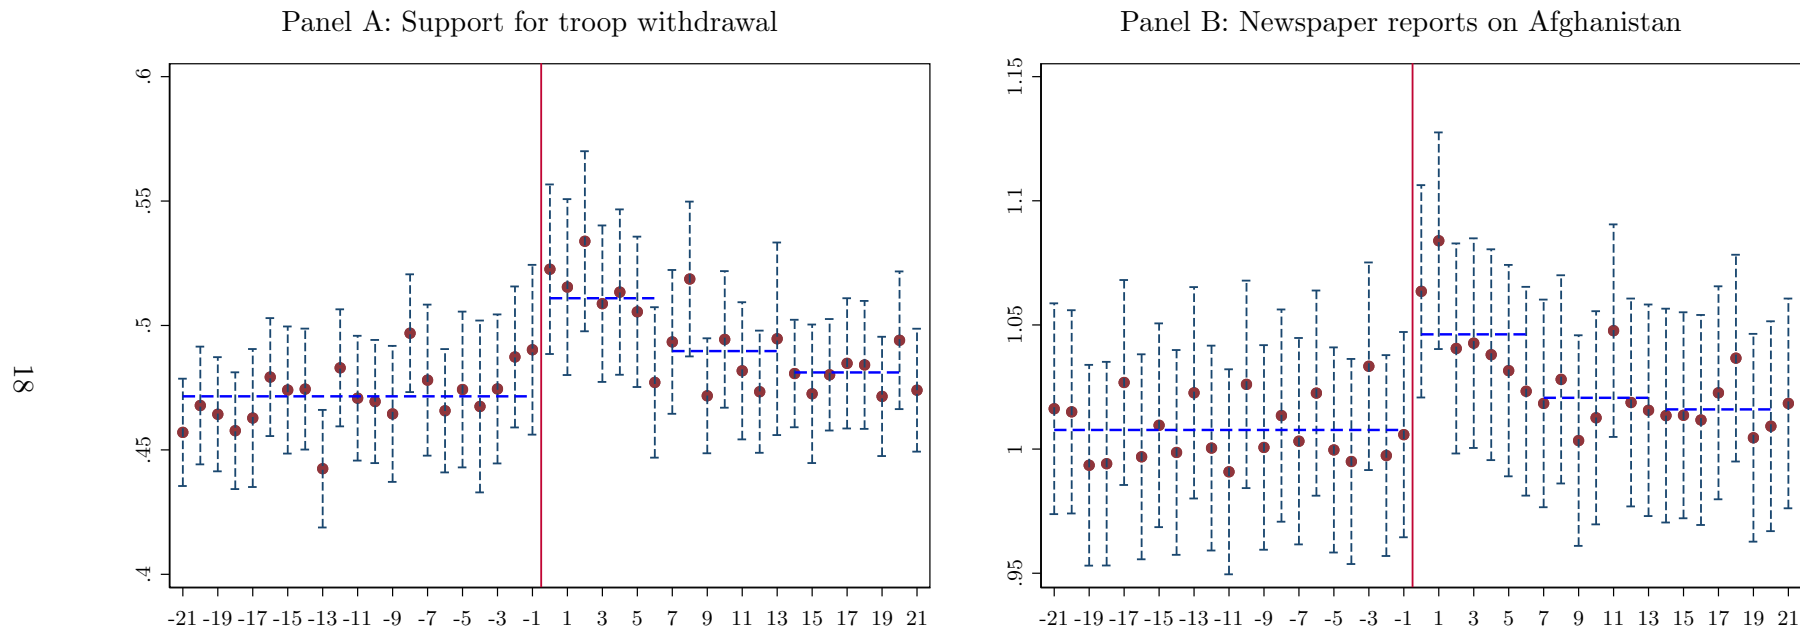 Panel A: Support for troop withdrawal
.6
.55
.5
.45
.4
-21 -19 -17 -15 -13 -11 -9 -7 -5 -3 -1 1 3 5 7 9 11 13 15 17 19 21
Panel B: Newspaper reports on Afghanistan
1.15
1.1
1.05
1
.95
-21 -19 -17 -15 -13 -11 -9 -7 -5 -3 -1 1 3 5 7 9 11 13 15 17 19 21
18